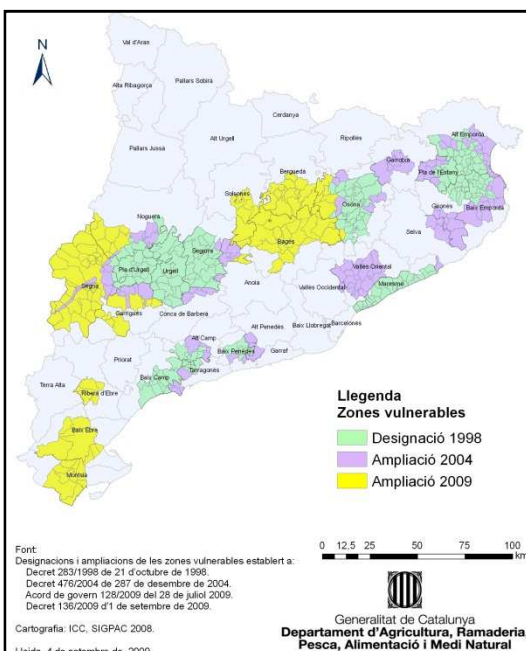 N
Val d'Aran
Alta Ribagorça
Pallars Sobirà
Cerdanya
Ripollès
Alt Empordà
Pallars Jussà
Alt Urgell
Garrotxa
Pla de l'Estany
Berguedà
Solsonès
Osona
Gironès
Baix Empordà
Noguera
Bages
Selva
Segarra
Pla d'Urgell
Urgell
Vallès Oriental
Segrià
Anoia
Maresme
Garrigues
Conca de Barberà
Vallès Occidental
Alt Camp
Alt Penedès
Baix Llobregat
Barcelonès
Priorat
Baix Penedès
Garraf
Tarragonès
Terra Alta
Baix Camp
Ribera d'Ebre
Baix Ebre
Montsià
Llegenda
Zones vulnerables
Designació 1998
Ampliació 2004
Ampliació 2009
Font:
Designacions i ampliacions de les zones vulnerables establert a:
Decret 283/1998 de 21 d'octubre de 1998.
Decret 476/2004 de 287 de desembre de 2004.
Acord de govern 128/2009 del 28 de juliol 2009.
Decret 136/2009 d'1 de setembre de 2009.
0 12,5 25 50 75 100
km
Cartografia: ICC, SIGPAC 2008.
Generalitat de Catalunya
Departament d'Agricultura, Ramaderia,
Pesca, Alimentació i Medi Natural
Lleida, 4 de setembre de 2009